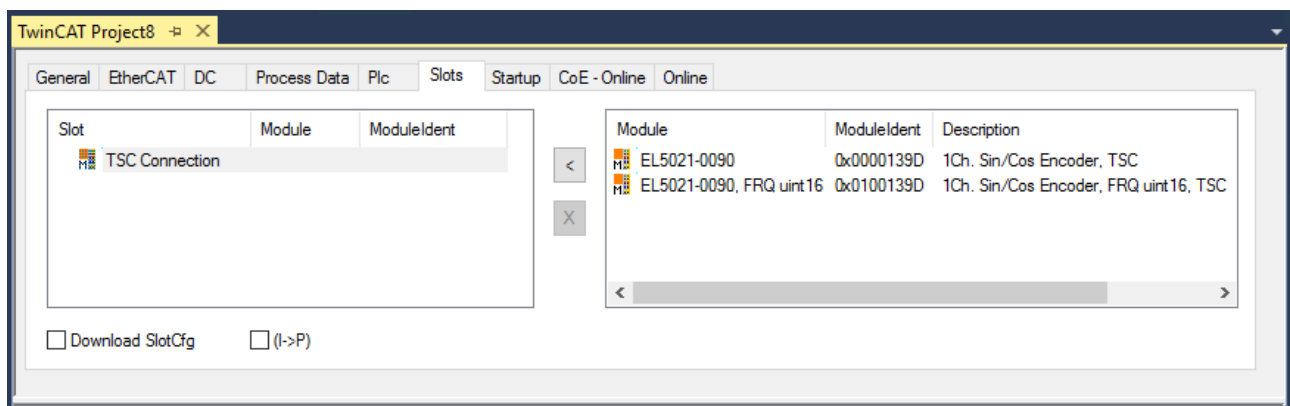 TwinCAT Project8
General EtherCAT DC Process Data Plc Slots Startup CoE - Online Online
Slot Module ModuleIdent
TSC Connection
<
X
Module ModuleIdent Description
EL5021-0090 0x0000139D 1Ch. Sin/Cos Encoder, TSC
EL5021-0090, FRQ uint16 0x0100139D 1Ch. Sin/Cos Encoder, FRQ uint16, TSC
Download SlotCfg (I->P)